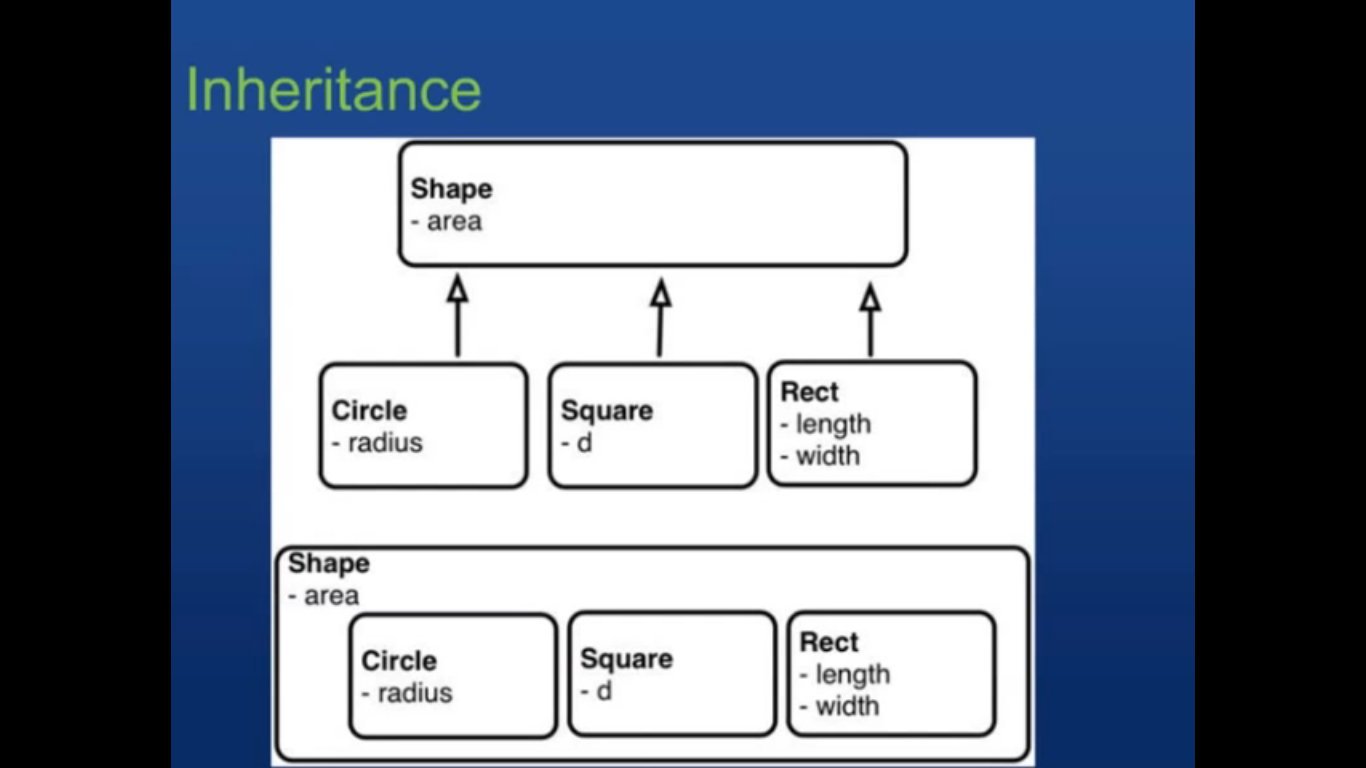 Inheritance
Shape
- area
Circle
- radius
Square
- d
Rect
- length
- width
Shape
- area
Circle
- radius
Square
- d
Rect
- length
- width